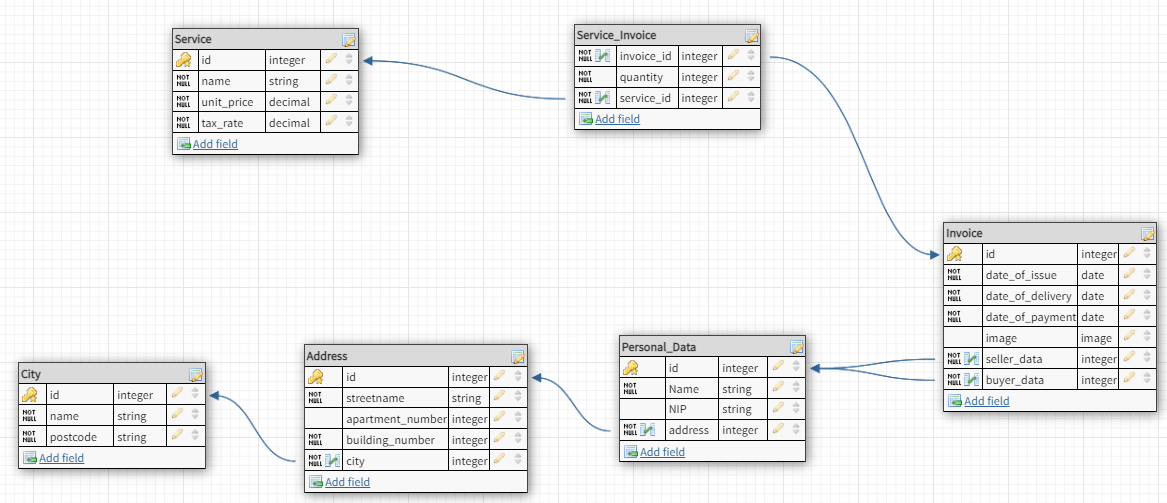 Service
id integer
NOT NULL name string
NOT NULL unit_price decimal
NOT NULL tax_rate decimal
Add field
Service_Invoice
NOT NULL invoice_id integer
NOT NULL quantity integer
NOT NULL service_id integer
Add field
Invoice
id integer
NOT NULL date_of_issue date
NOT NULL date_of_delivery date
NOT NULL date_of_payment date
image image
NOT NULL seller_data integer
NOT NULL buyer_data integer
Add field
City
id integer
NOT NULL name string
NOT NULL postcode string
Add field
Address
id integer
NOT NULL streetname string
apartment_number integer
NOT NULL building_number integer
NOT NULL city integer
Add field
Personal_Data
id integer
NOT NULL Name string
NIP string
NOT NULL address integer
Add field